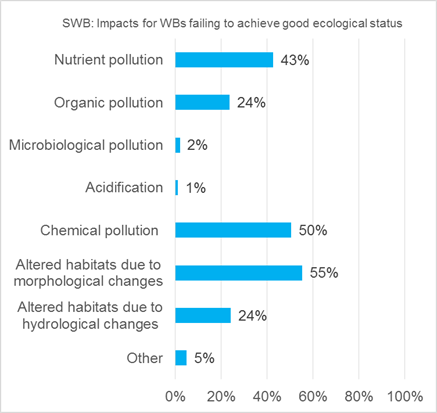 SWB: Impacts for WBs failing to achieve good ecological status
Nutrient pollution 43%
Organic pollution 24%
Microbiological pollution 2%
Acidification 1%
Chemical pollution 50%
Altered habitats due to
morphological changes 55%
Altered habitats due to
hydrological changes 24%
Other 5%
0% 20% 40% 60% 80% 100%